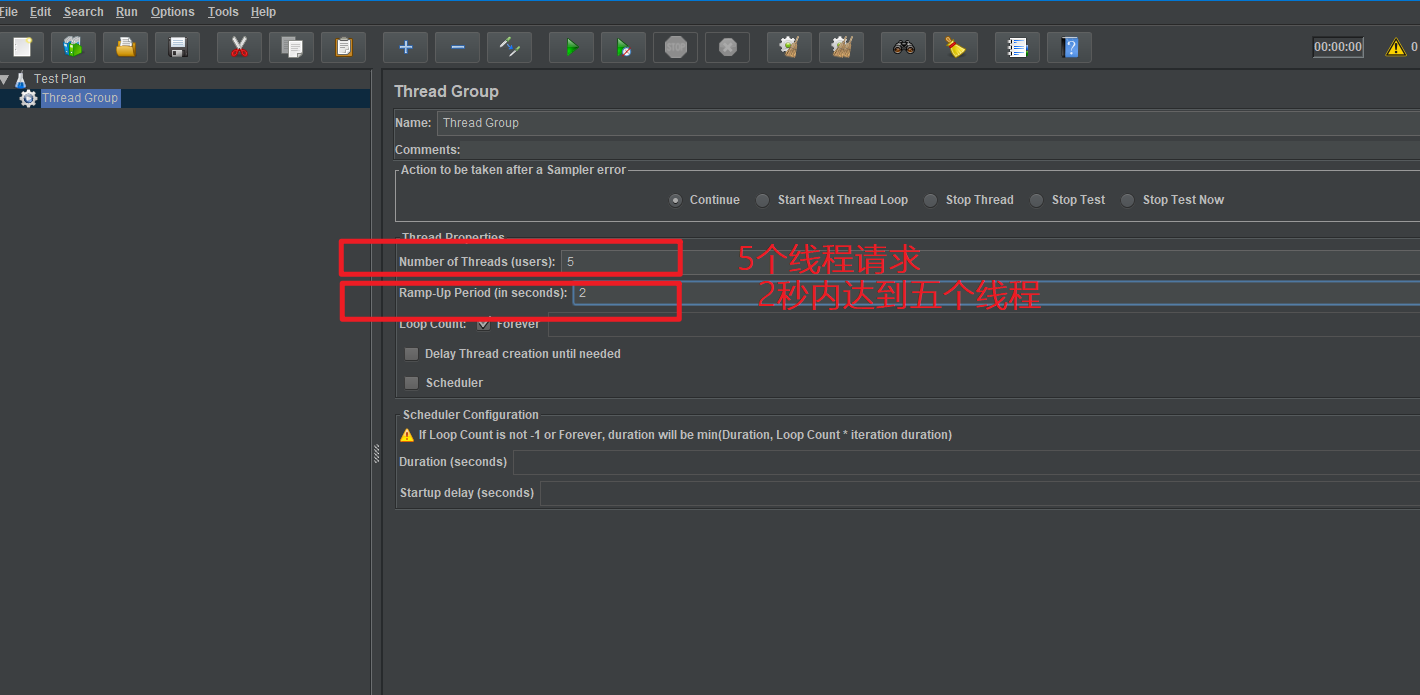 File Edit Search Run Options Tools Help
STOP
00:00:00
0
Test Plan
Thread Group
Thread Group
Name: Thread Group
Comments:
Action to be taken after a Sampler error
Continue Start Next Thread Loop Stop Thread Stop Test Stop Test Now
Thread Properties
Number of Threads (users): 5
5个线程请求
Ramp-Up Period (in seconds): 2
2秒内达到五个线程
Loop Count: Forever
Delay Thread creation until needed
Scheduler
Scheduler Configuration
If Loop Count is not -1 or Forever, duration will be min(Duration, Loop Count * iteration duration)
Duration (seconds)
Startup delay (seconds)